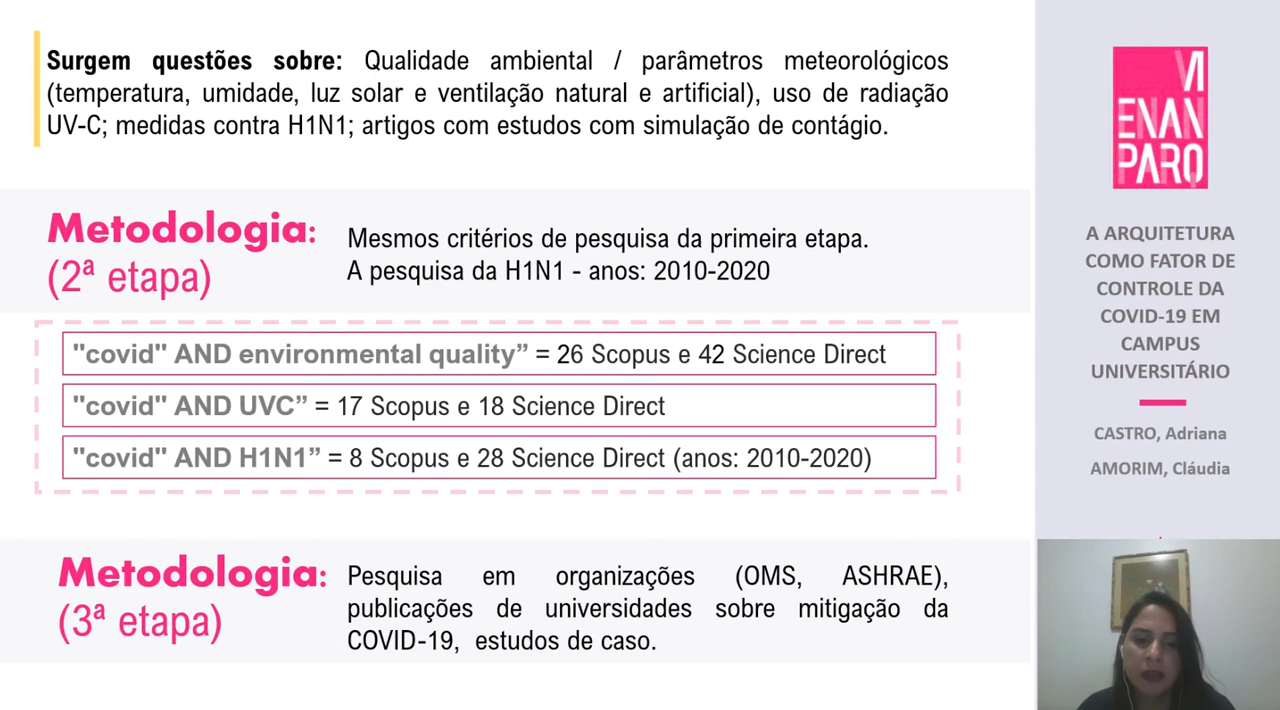 Surgem questões sobre: Qualidade ambiental / parâmetros meteorológicos
(temperatura, umidade, luz solar e ventilação natural e artificial), uso de radiação
UV-C; medidas contra H1N1; artigos com estudos com simulação de contágio.
Metodologia:
(2ª etapa)
Mesmos critérios de pesquisa da primeira etapa.
A pesquisa da H1N1 - anos: 2010-2020
"covid" AND environmental quality” = 26 Scopus e 42 Science Direct
"covid" AND UVC” = 17 Scopus e 18 Science Direct
"covid" AND H1N1” = 8 Scopus e 28 Science Direct (anos: 2010-2020)
Metodologia:
(3ª etapa)
Pesquisa em organizações (OMS, ASHRAE),
publicações de universidades sobre mitigação da
COVID-19, estudos de caso.
VI
ENAN
PARQ
A ARQUITETURA
COMO FATOR DE
CONTROLE DA
COVID-19 EM
CAMPUS
UNIVERSITÁRIO
CASTRO, Adriana
AMORIM, Cláudia